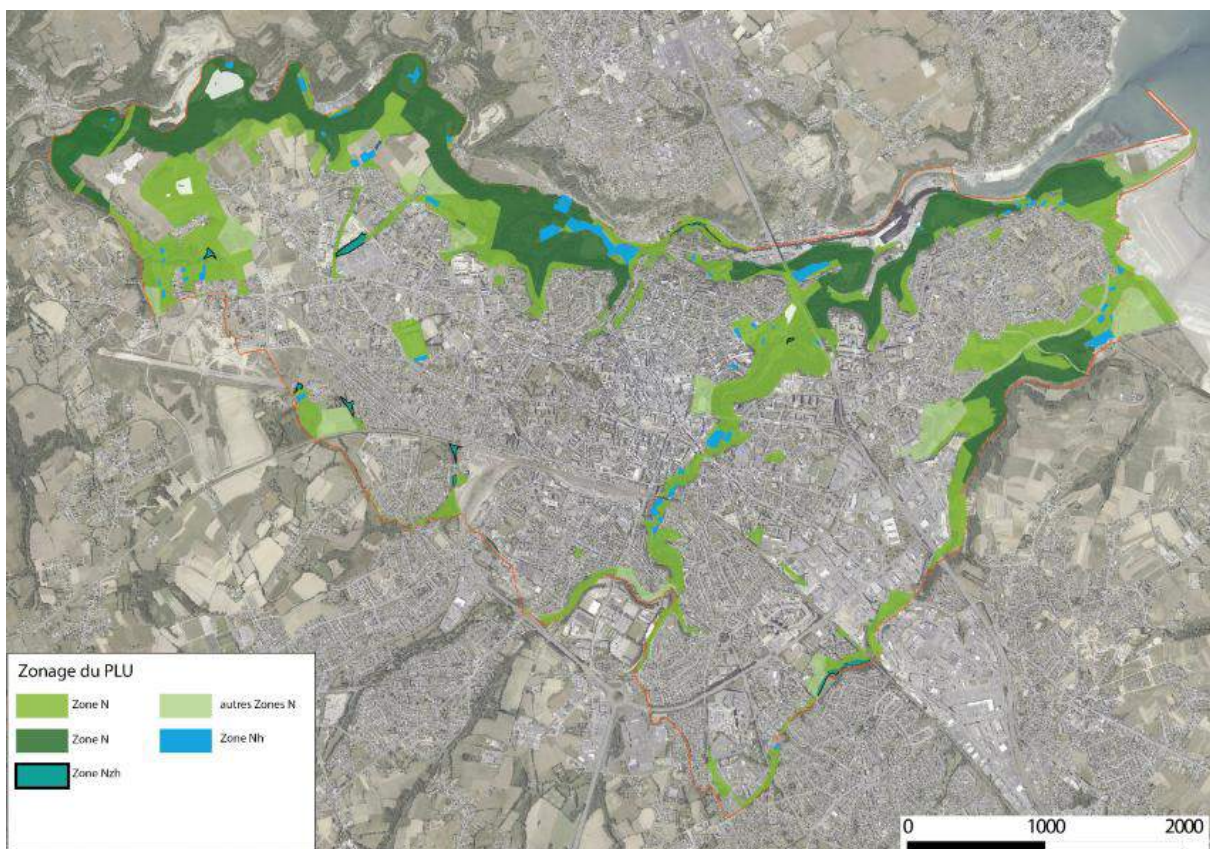 Zonage du PLU
Zone N
autres Zones N
Zone N
Zone Nh
Zone Nzh
0 1000 2000